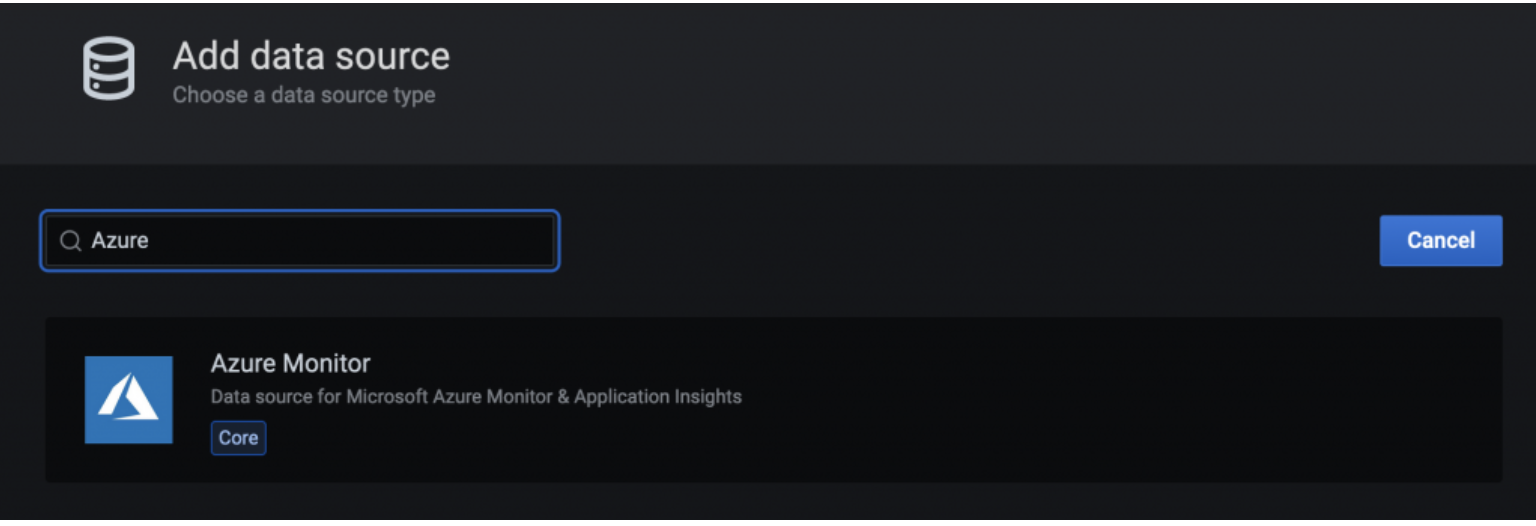 Add data source
Choose a data source type
Azure
Cancel
Azure Monitor
Data source for Microsoft Azure Monitor & Application Insights
Core